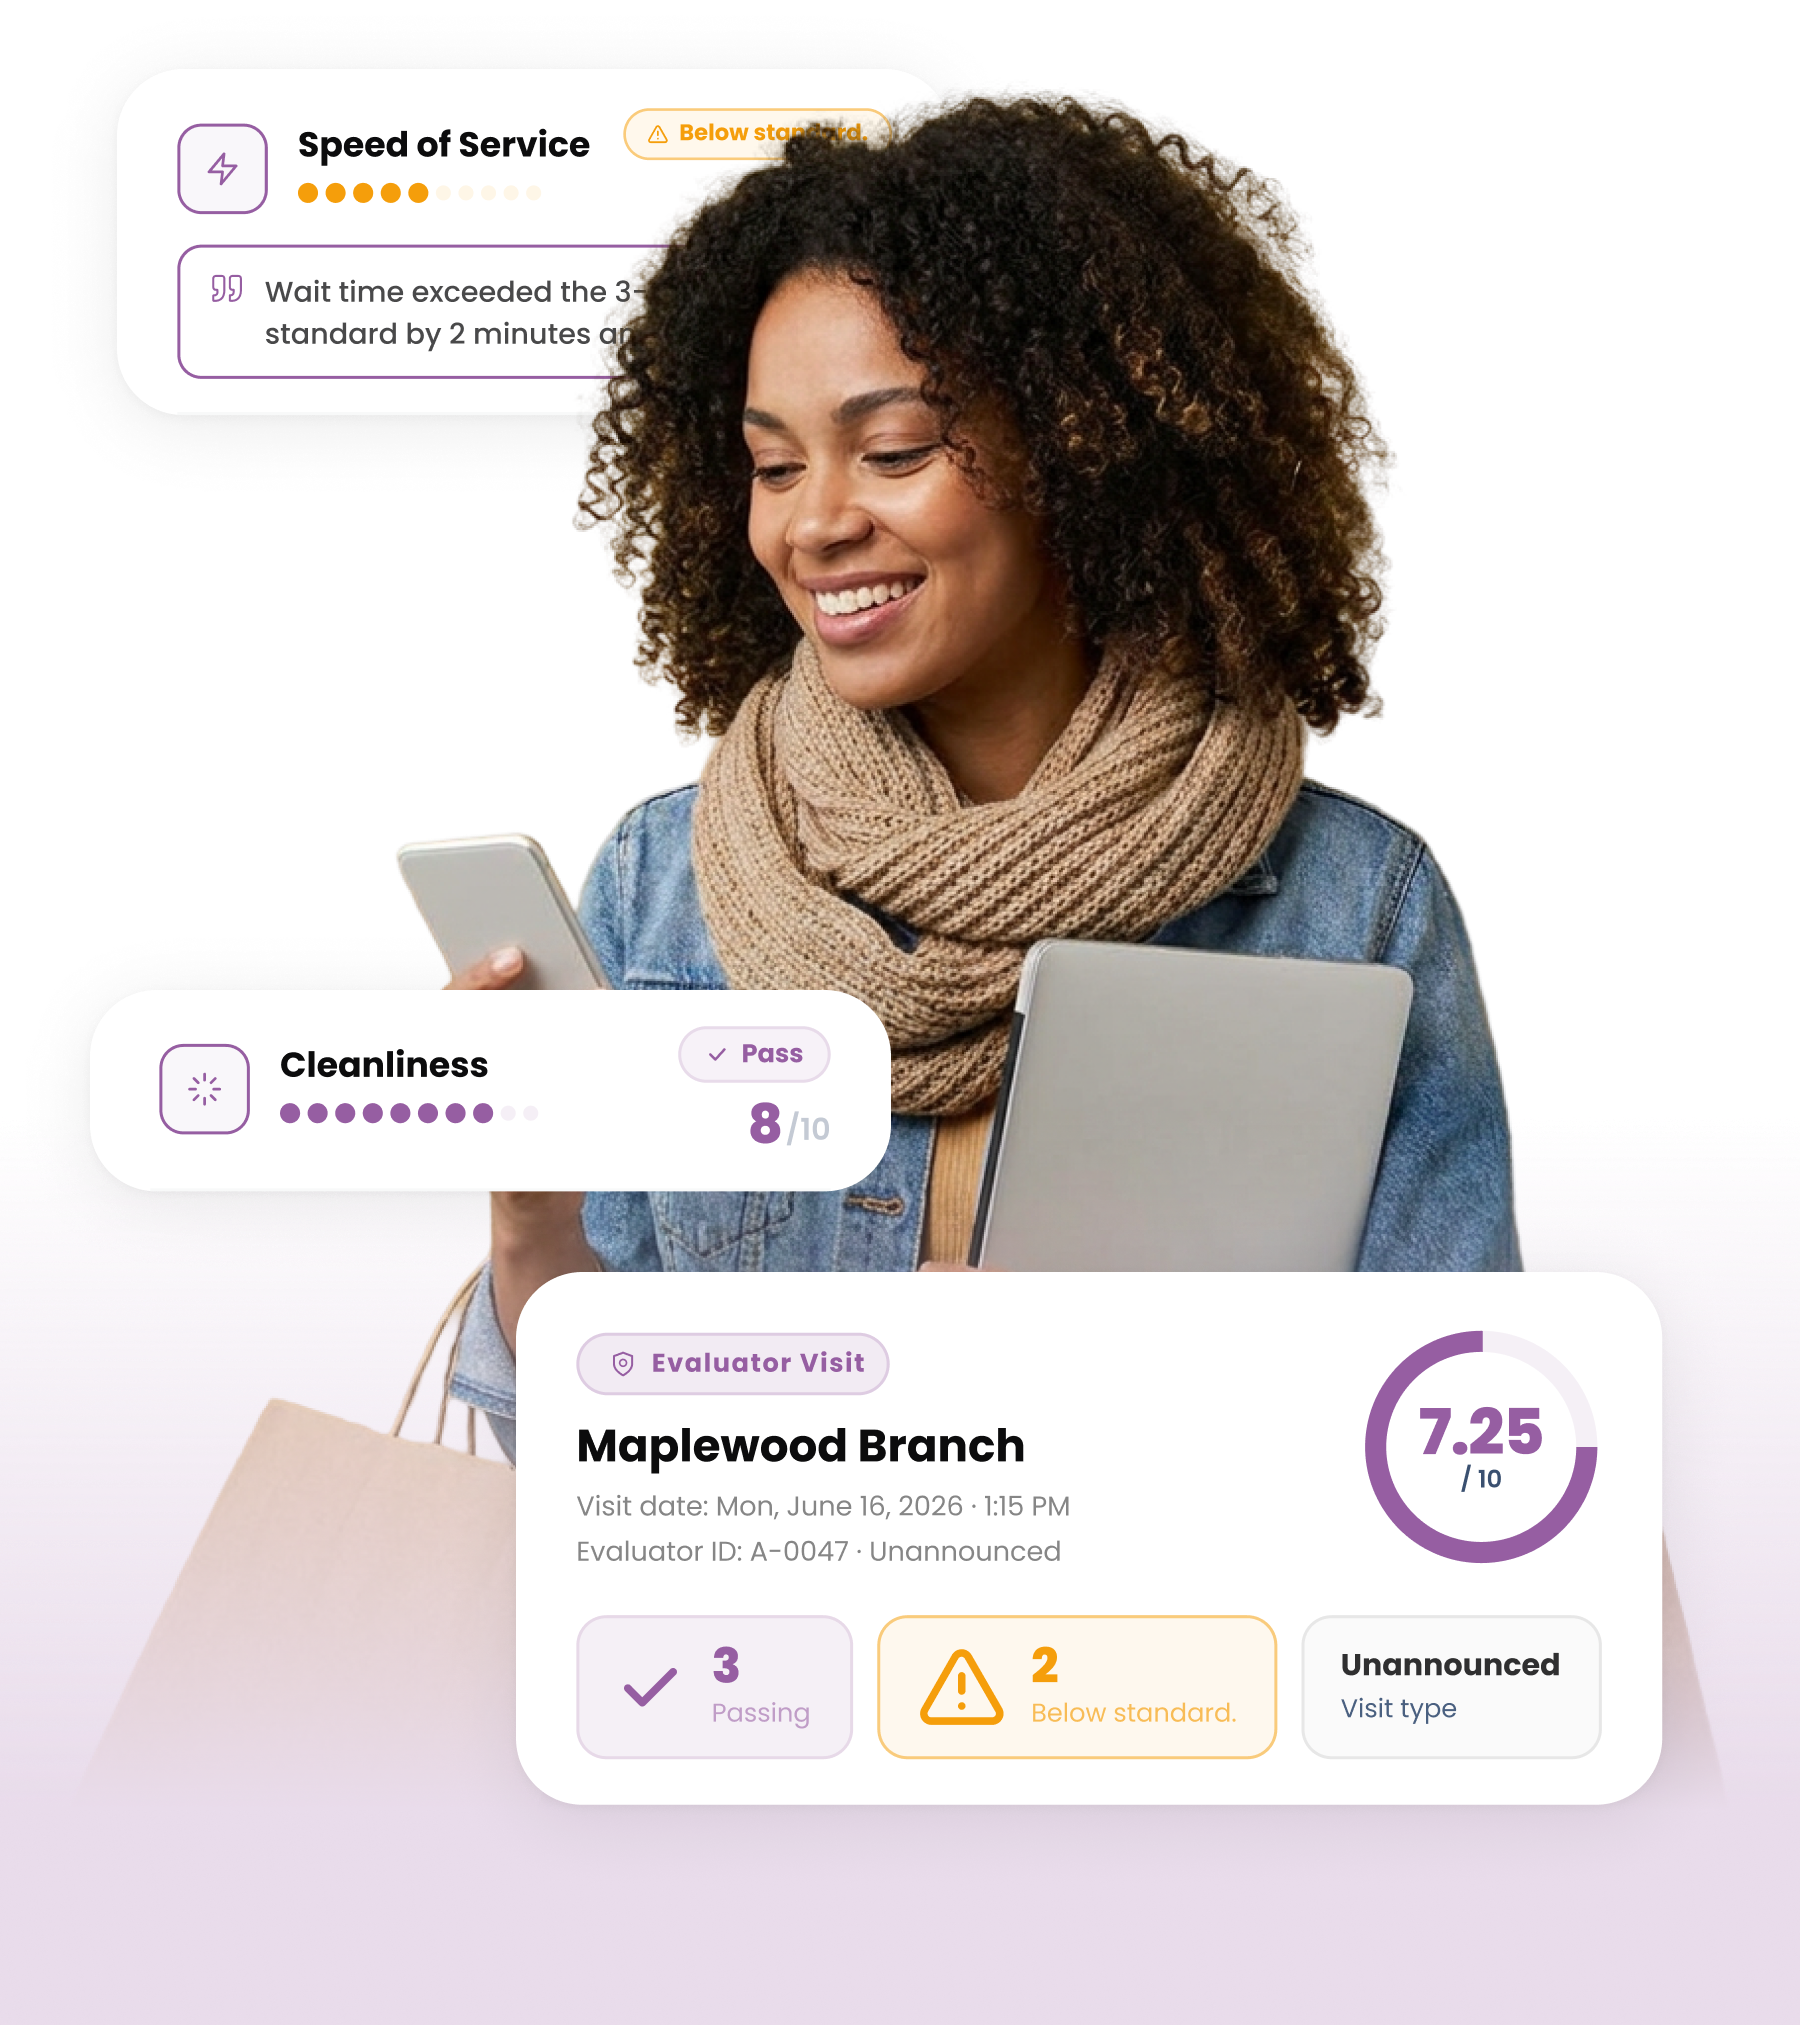 Speed of Service
Below standard.
Wait time exceeded the 3-
standard by 2 minutes
Cleanliness
Pass
8/10
Evaluator Visit
Maplewood Branch
7.25
/ 10
Visit date: Mon, June 16, 2026 · 1:15 PM
Evaluator ID: A-0047 · Unannounced
3
Passing
2
Below standard.
Unannounced
Visit type